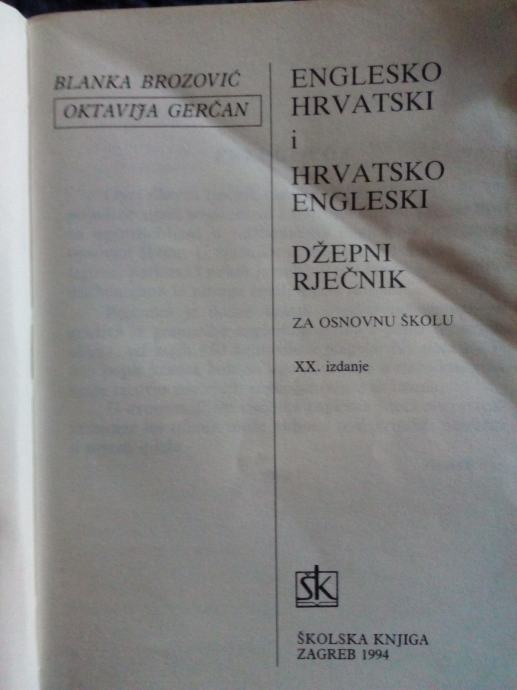 BLANKA BROZOVIĆ
OKTAVIJA GERČAN
ENGLESKO
HRVATSKI
i
HRVATSKO
ENGLESKI
DŽEPNI
RJEČNIK
ZA OSNOVNU ŠKOLU
XX. izdanje
ŠK
ŠKOLSKA KNJIGA
ZAGREB 1994